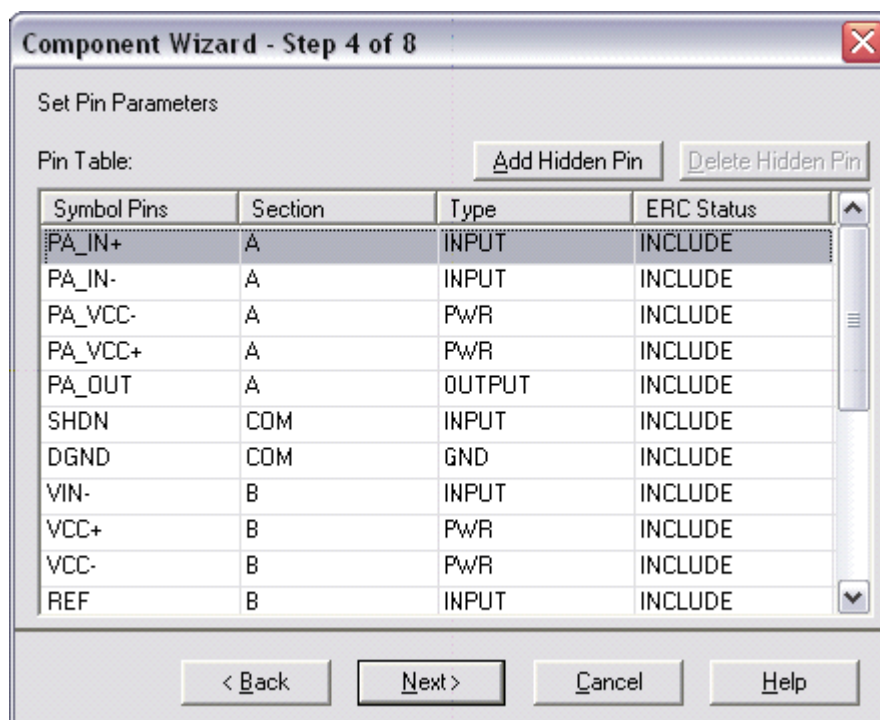 Component Wizard - Step 4 of 8
Set Pin Parameters
Pin Table:
Add Hidden Pin
Delete Hidden Pin
Symbol Pins Section Type ERC Status
PA_IN+ A INPUT INCLUDE
PA_IN- A INPUT INCLUDE
PA_VCC- A PWR INCLUDE
PA_VCC+ A PWR INCLUDE
PA_OUT A OUTPUT INCLUDE
SHDN COM INPUT INCLUDE
DGND COM GND INCLUDE
VIN- B INPUT INCLUDE
VCC+ B PWR INCLUDE
VCC- B PWR INCLUDE
REF B INPUT INCLUDE
< Back Next > Cancel Help